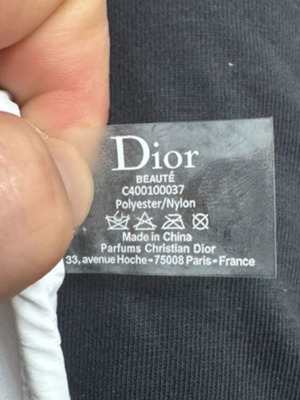 Dior
BEAUTÉ
C400100037
Polyester/Nylon
Made in China
Parfums Christian Dior
33, avenue Hoche-75008 Paris-France